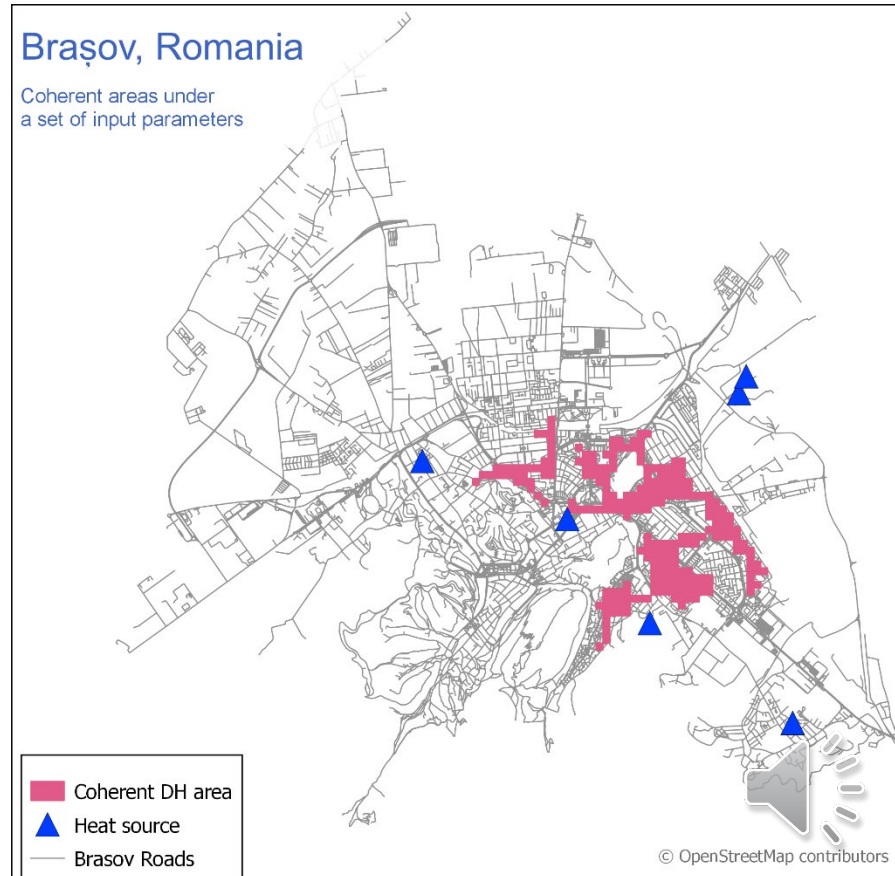 Brașov, Romania
Coherent areas under
a set of input parameters
Coherent DH area
Heat source
Brasov Roads
© OpenStreetMap contributors